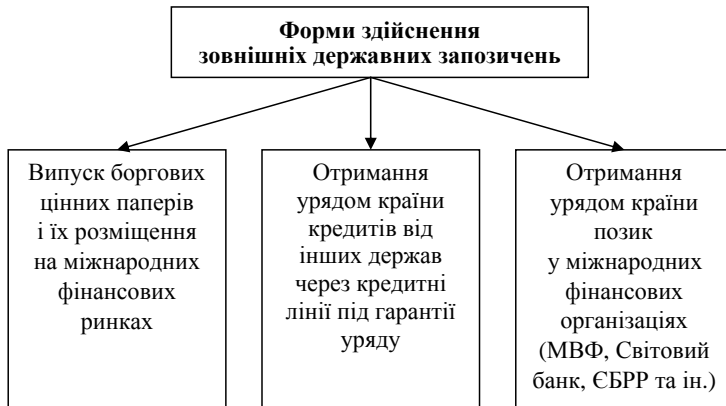 Форми здійснення
зовнішніх державних запозичень
Випуск боргових
цінних паперів
і їх розміщення
на міжнародних
фінансових
ринках
Отримання
урядом країни
кредитів від
інших держав
через кредитні
лінії під гарантії
уряду
Отримання
урядом країни
позик
у міжнародних
фінансових
організаціях
(МВФ, Світовий
банк, ЄБРР та ін.)